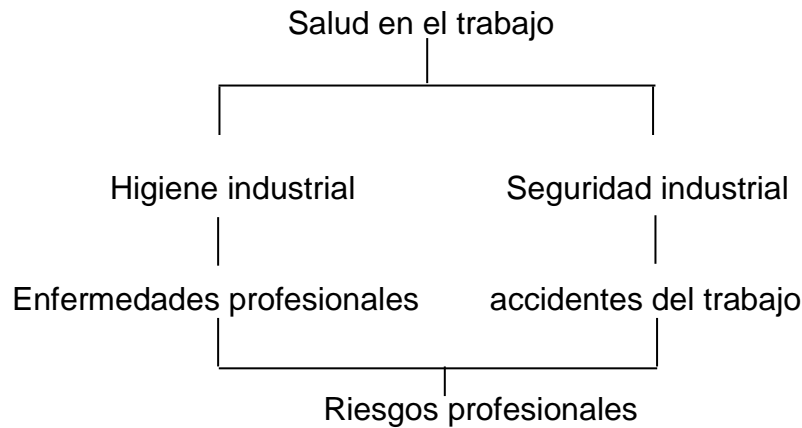 Salud en el trabajo
Higiene industrial
Seguridad industrial
Enfermedades profesionales
accidentes del trabajo
Riesgos profesionales